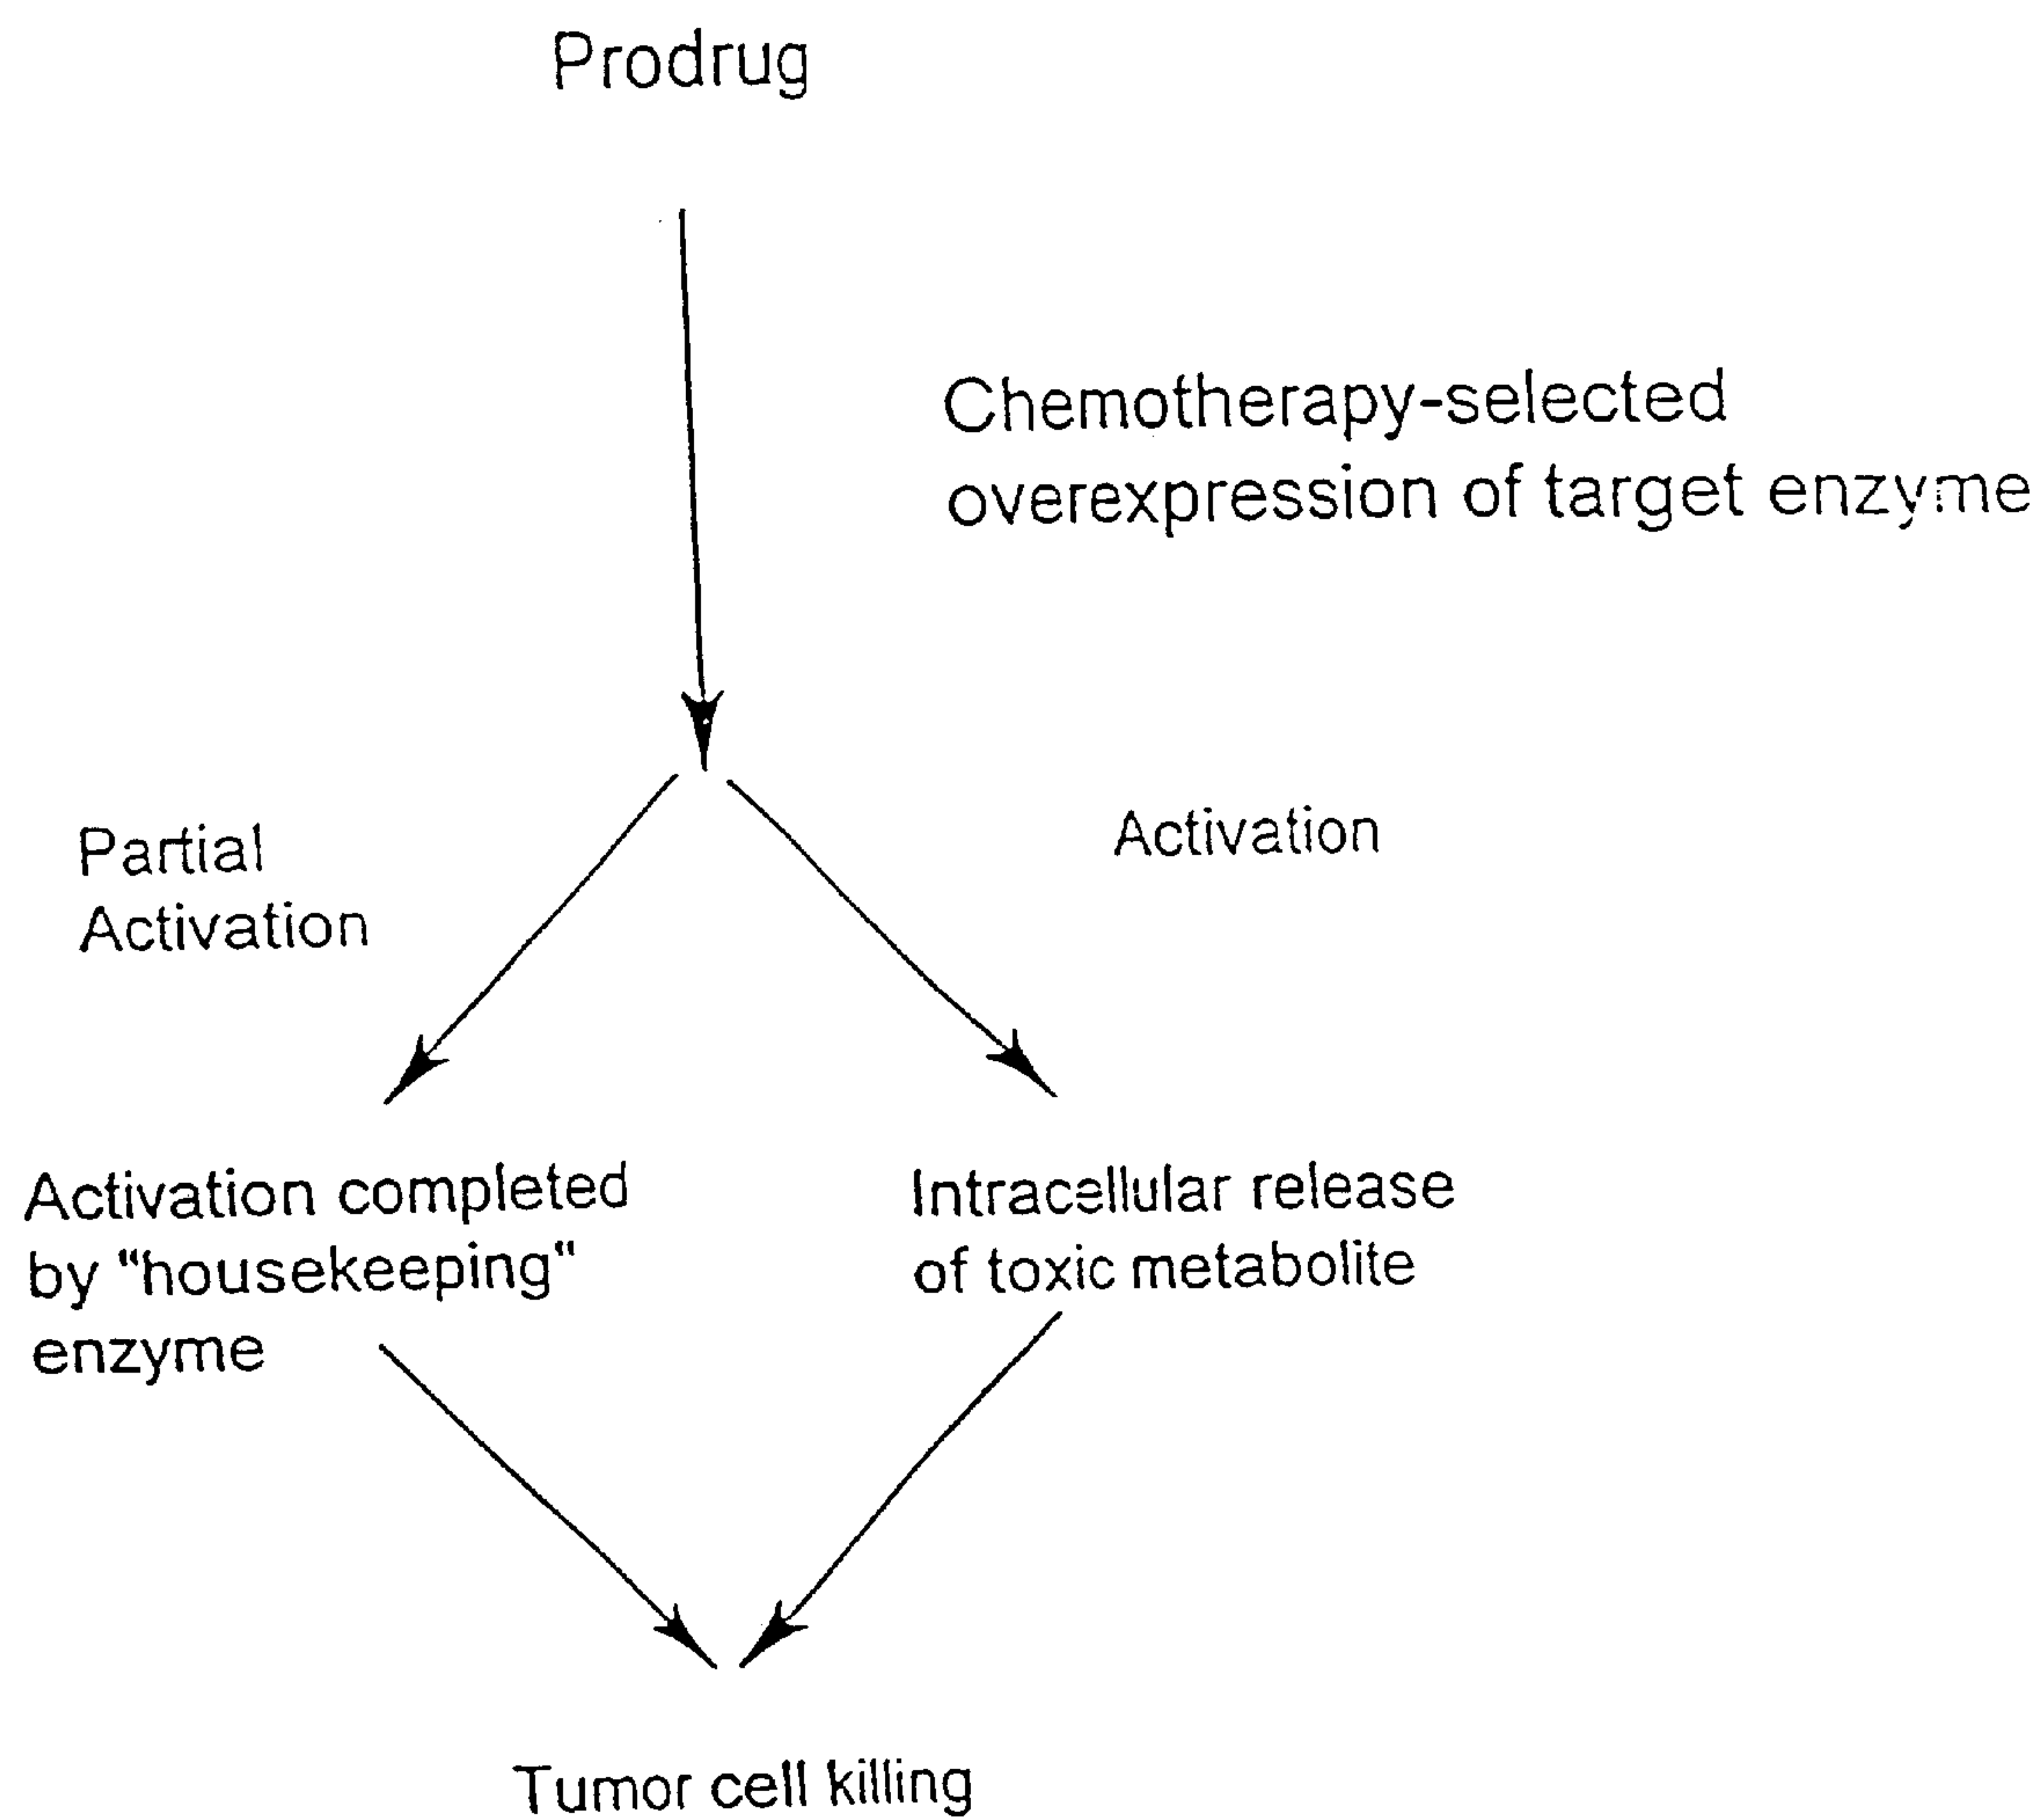 Prodrug
Chemotherapy-selected
overexpression of target enzyme
Partial
Activation
Activation
Activation completed
by "housekeeping"
enzyme
Intracellular release
of toxic metabolite
Tumor cell killing